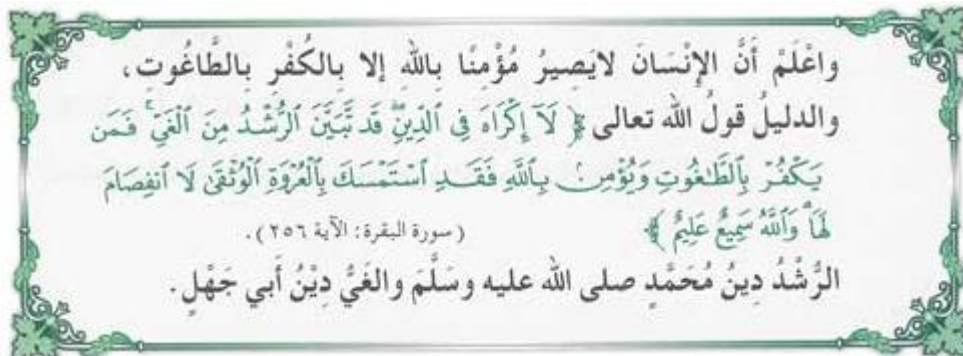 واعْلَمْ أَنَّ الإِنْسَانَ لايَصِيرُ مُؤْمِنًا بِاللهِ إلا بِالكُفْرِ بِالطَّاغُوتِ،
والدليلُ قولُ الله تعالى ﴿ لَآ إِكْرَاهَ فِي ٱلدِّينِۖ قَد تَّبَيَّنَ ٱلرُّشْدُ مِنَ ٱلْغَيِّۚ فَمَن
يَكْفُرْ بِٱلطَّٰغُوتِ وَيُؤْمِنۢ بِٱللَّهِ فَقَدِ ٱسْتَمْسَكَ بِٱلْعُرْوَةِ ٱلْوُثْقَىٰ لَا ٱنفِصَامَ
لَهَاۗ وَٱللَّهُ سَمِيعٌ عَلِيمٌ ﴾ (سورة البقرة: الآية ٢٥٦).
الرُّشْدُ دِينُ مُحَمَّدٍ صلى الله عليه وسَلَّمَ والغَيُّ دِيْنُ أَبي جَهْلٍ.